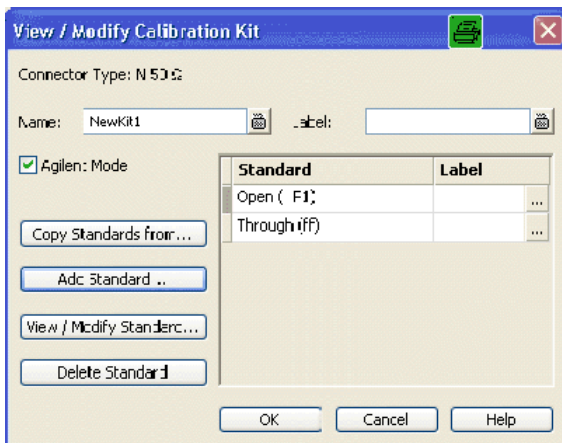 View / Modify Calibration Kit
Connector Type: N 50 Ω
Name: NewKit1 Label:
Agilent Mode
Standard Label
Open ( F1) ...
Through (ff) ...
Copy Standards from...
Add Standard ...
View / Modify Standard...
Delete Standard
OK Cancel Help